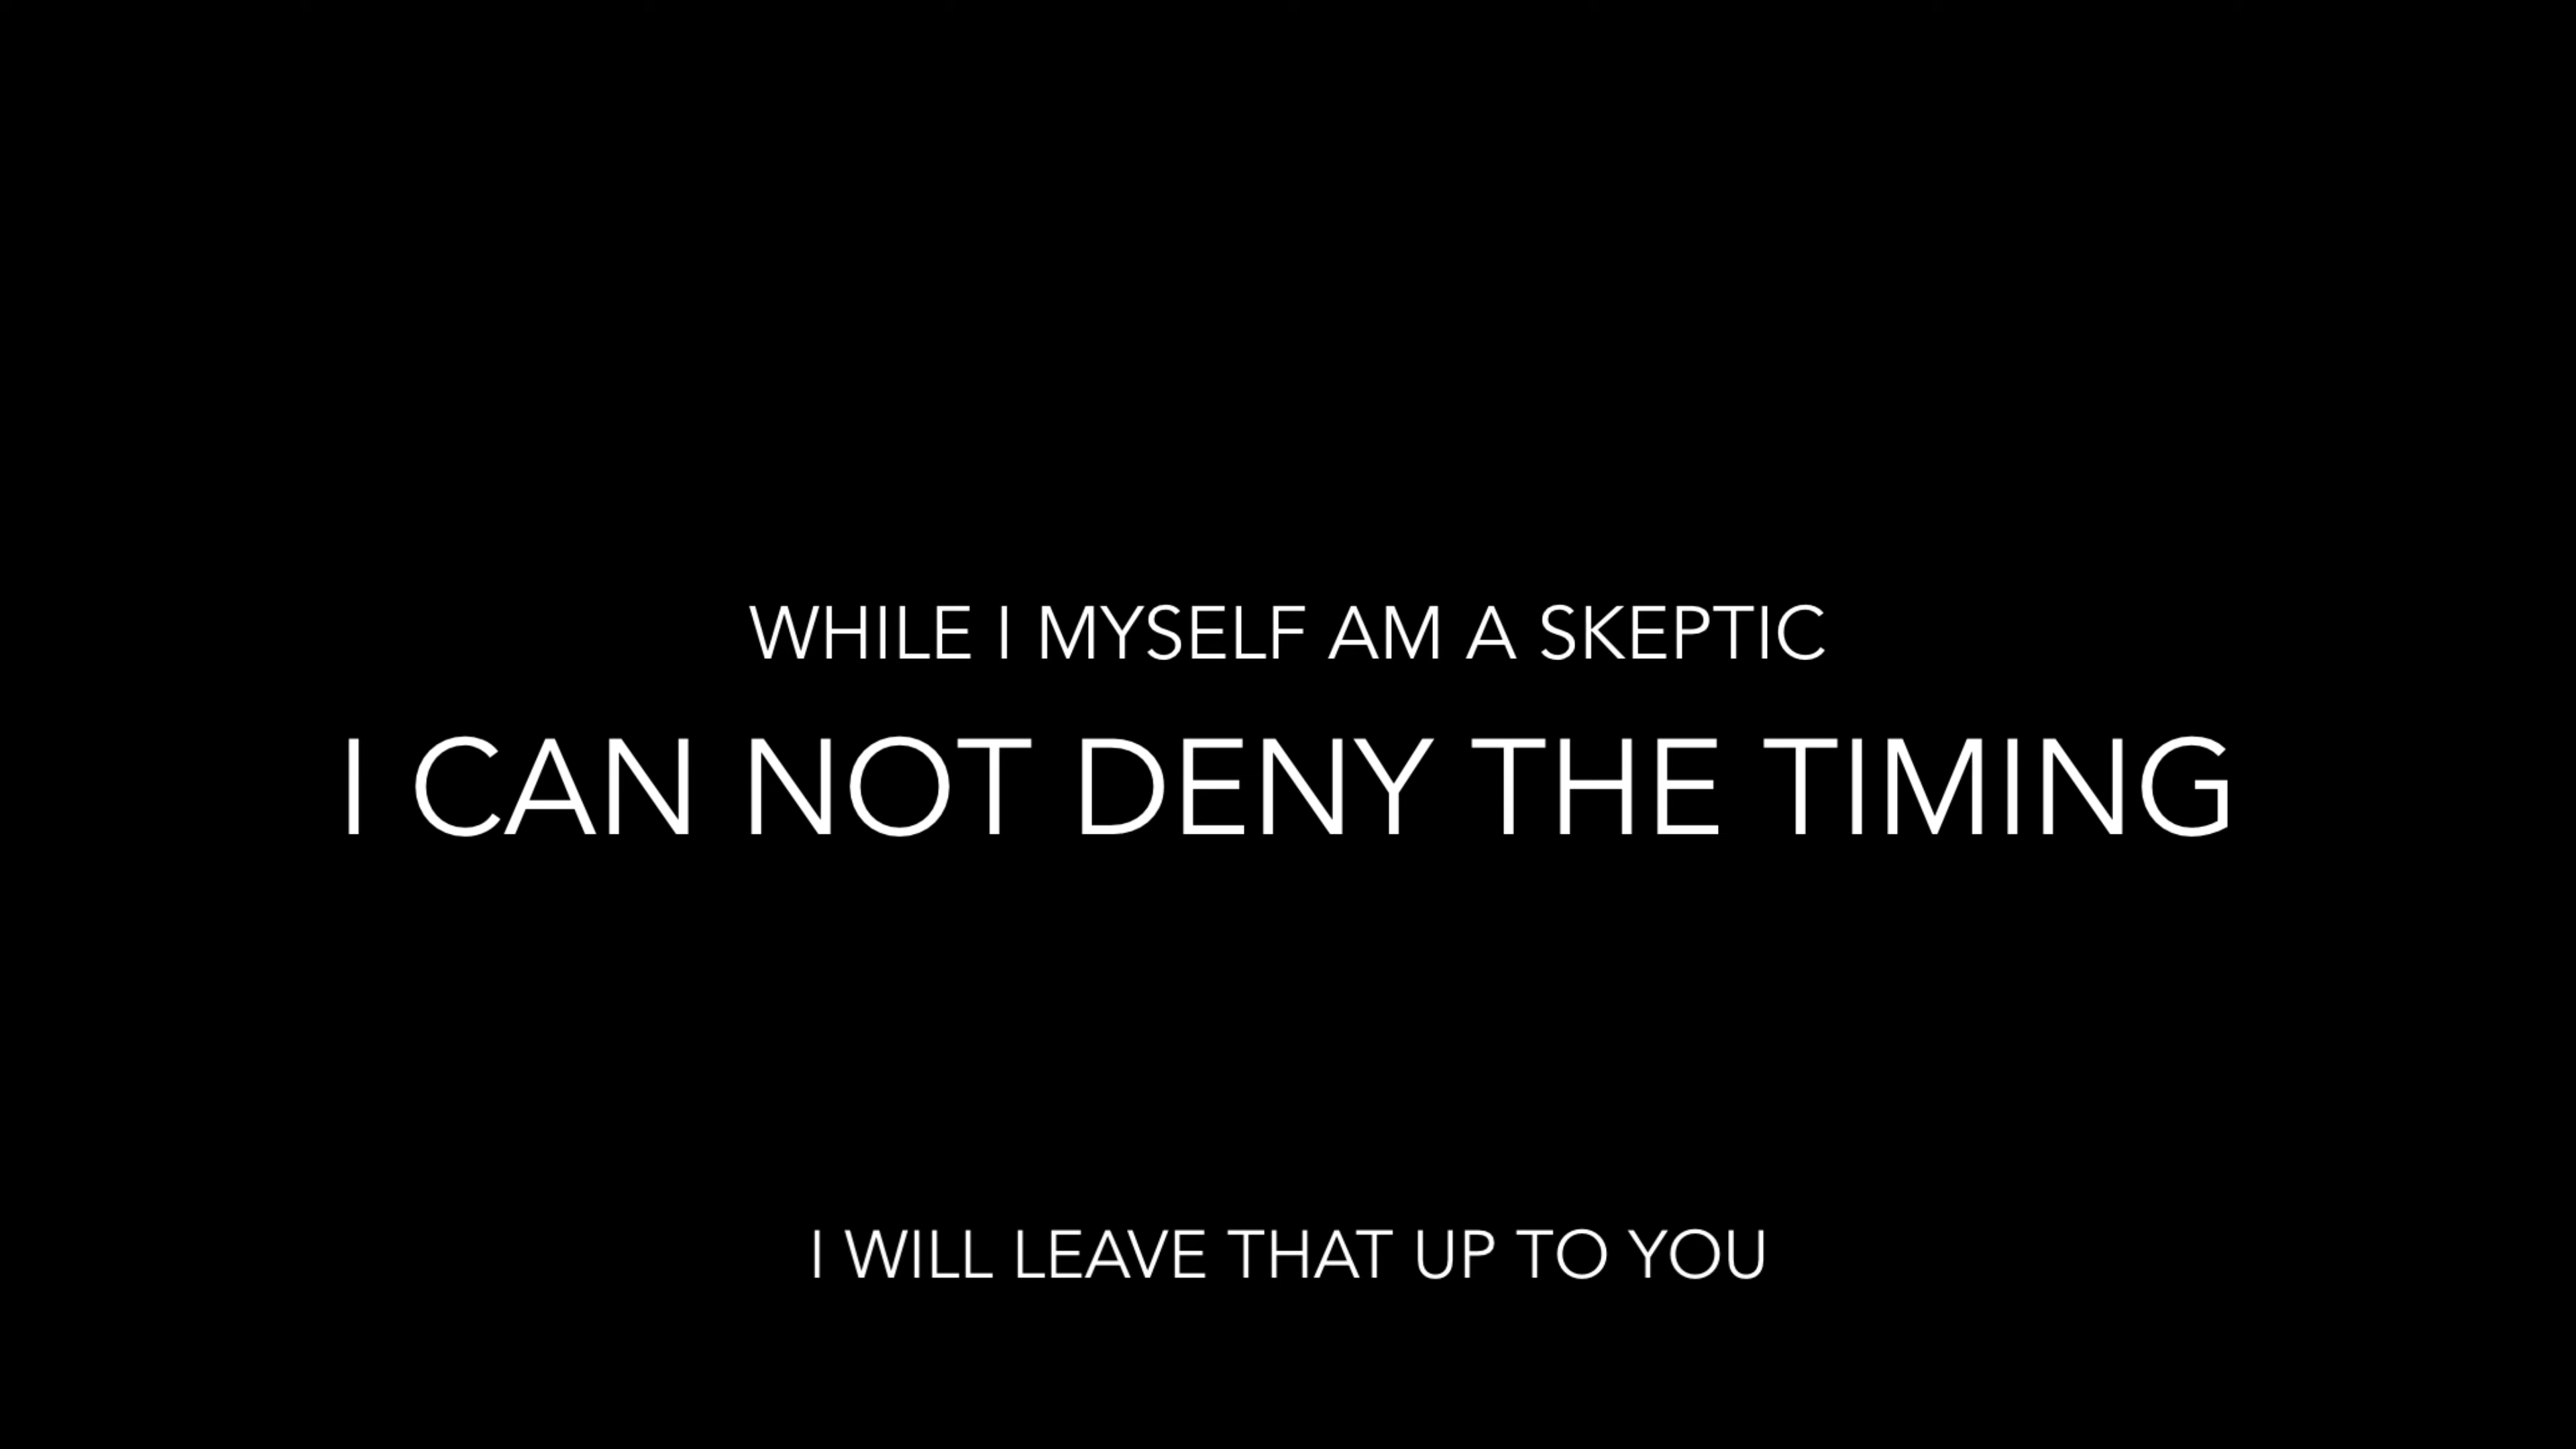 WHILE I MYSELF AM A SKEPTIC
I CAN NOT DENY THE TIMING
I WILL LEAVE THAT UP TO YOU